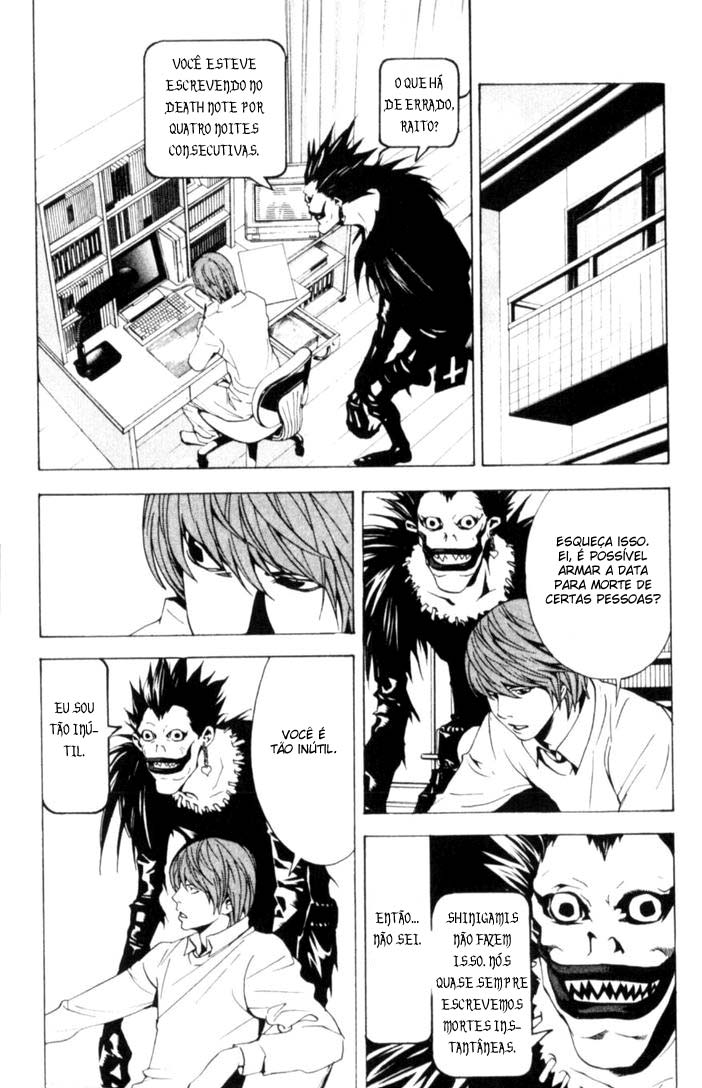 O QUE HÁ
DE ERRADO,
RAITO?
VOCÊ ESTEVE
ESCREVENDO NO
DEATH NOTE POR
QUATRO NOITES
CONSECUTIVAS.
ESQUEÇA ISSO.
EI, É POSSÍVEL
ARMAR A DATA
PARA MORTE DE
CERTAS PESSOAS?
SHINIGAMIS
NÃO FAZEM
ISSO. NÓS
QUASE SEMPRE
ESCREVEMOS
MORTES INS-
TANTÂNEAS.
ENTÃO...
NÃO SEI.
VOCÊ É
TÃO INÚTIL.
EU SOU
TÃO INÚ-
TIL.